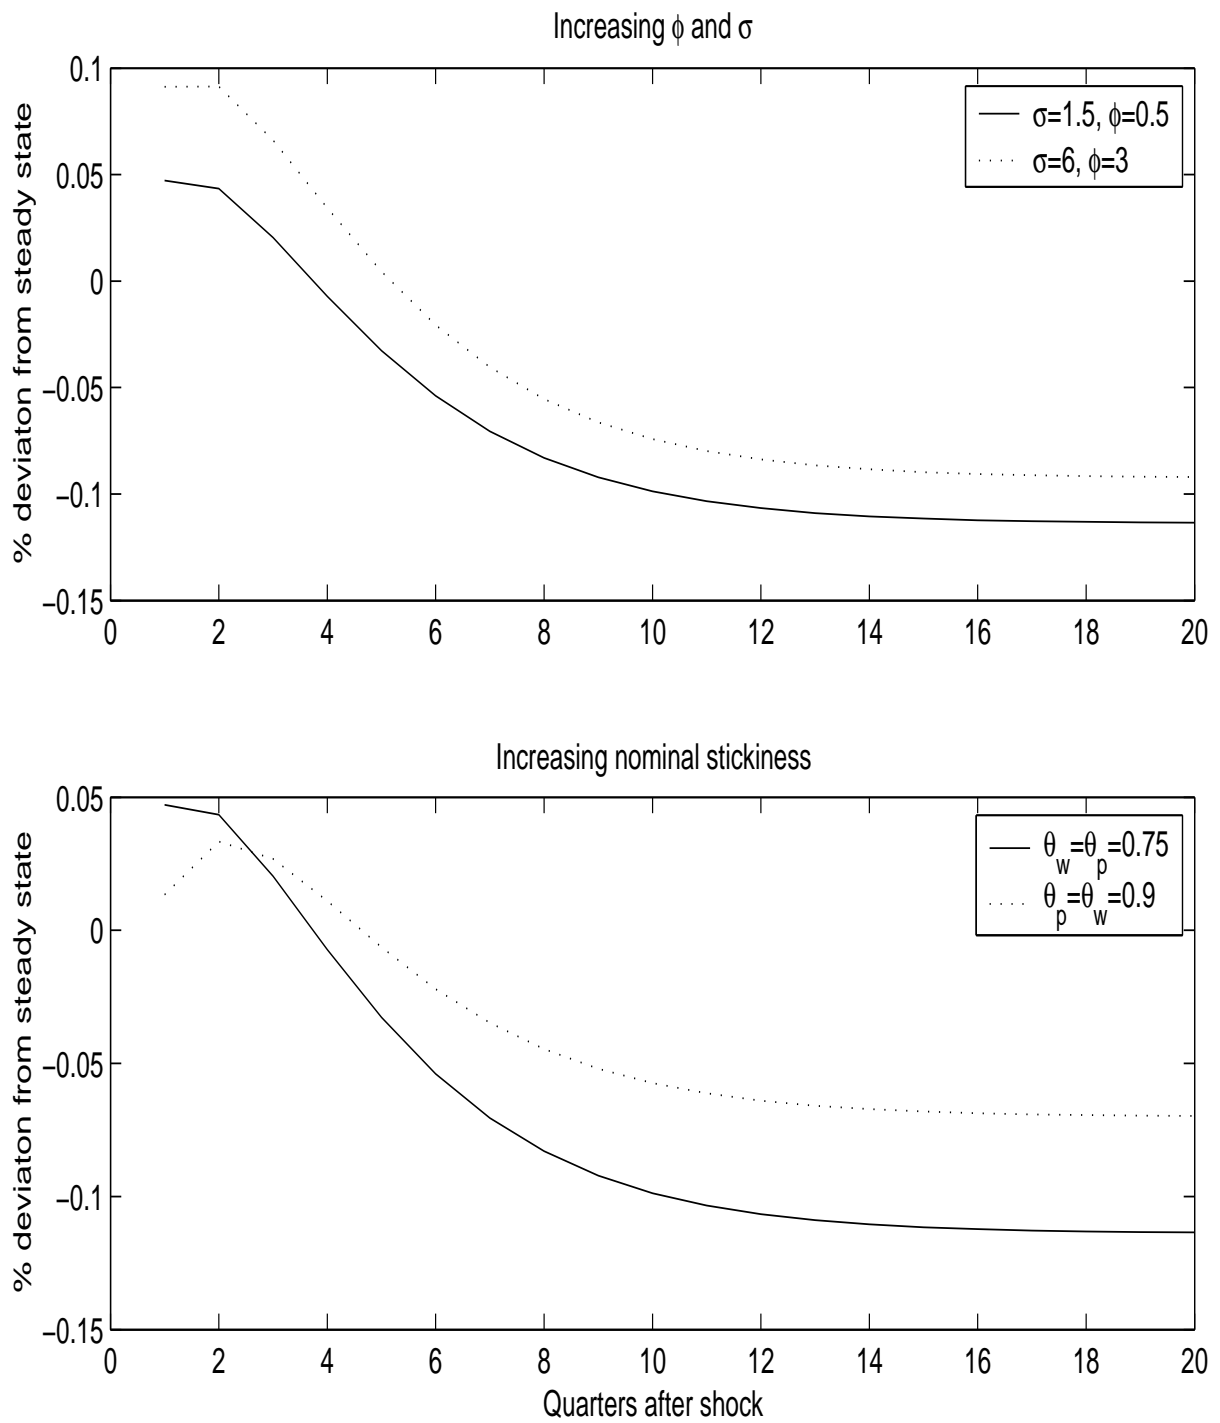 Increasing ϕ and σ
% deviaton from steady state
0.1
0.05
0
−0.05
−0.1
−0.15
σ=1.5, ϕ=0.5
σ=6, ϕ=3
0 2 4 6 8 10 12 14 16 18 20
Increasing nominal stickiness
% deviaton from steady state
0.05
0
−0.05
−0.1
−0.15
θw=θp=0.75
θp=θw=0.9
0 2 4 6 8 10 12 14 16 18 20
Quarters after shock